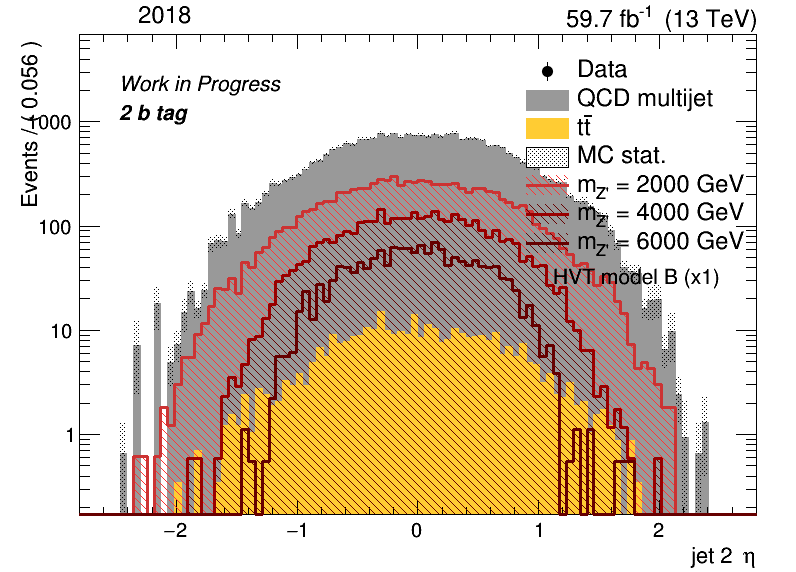 2018
59.7 fb⁻¹ (13 TeV)
Events / ( 0.056 )
Work in Progress
2 b tag
Data
QCD multijet
tt̄
MC stat.
m_Z' = 2000 GeV
m_Z' = 4000 GeV
m_Z' = 6000 GeV
HVT model B (x1)
1000
100
10
1
−2 −1 0 1 2
jet 2 η